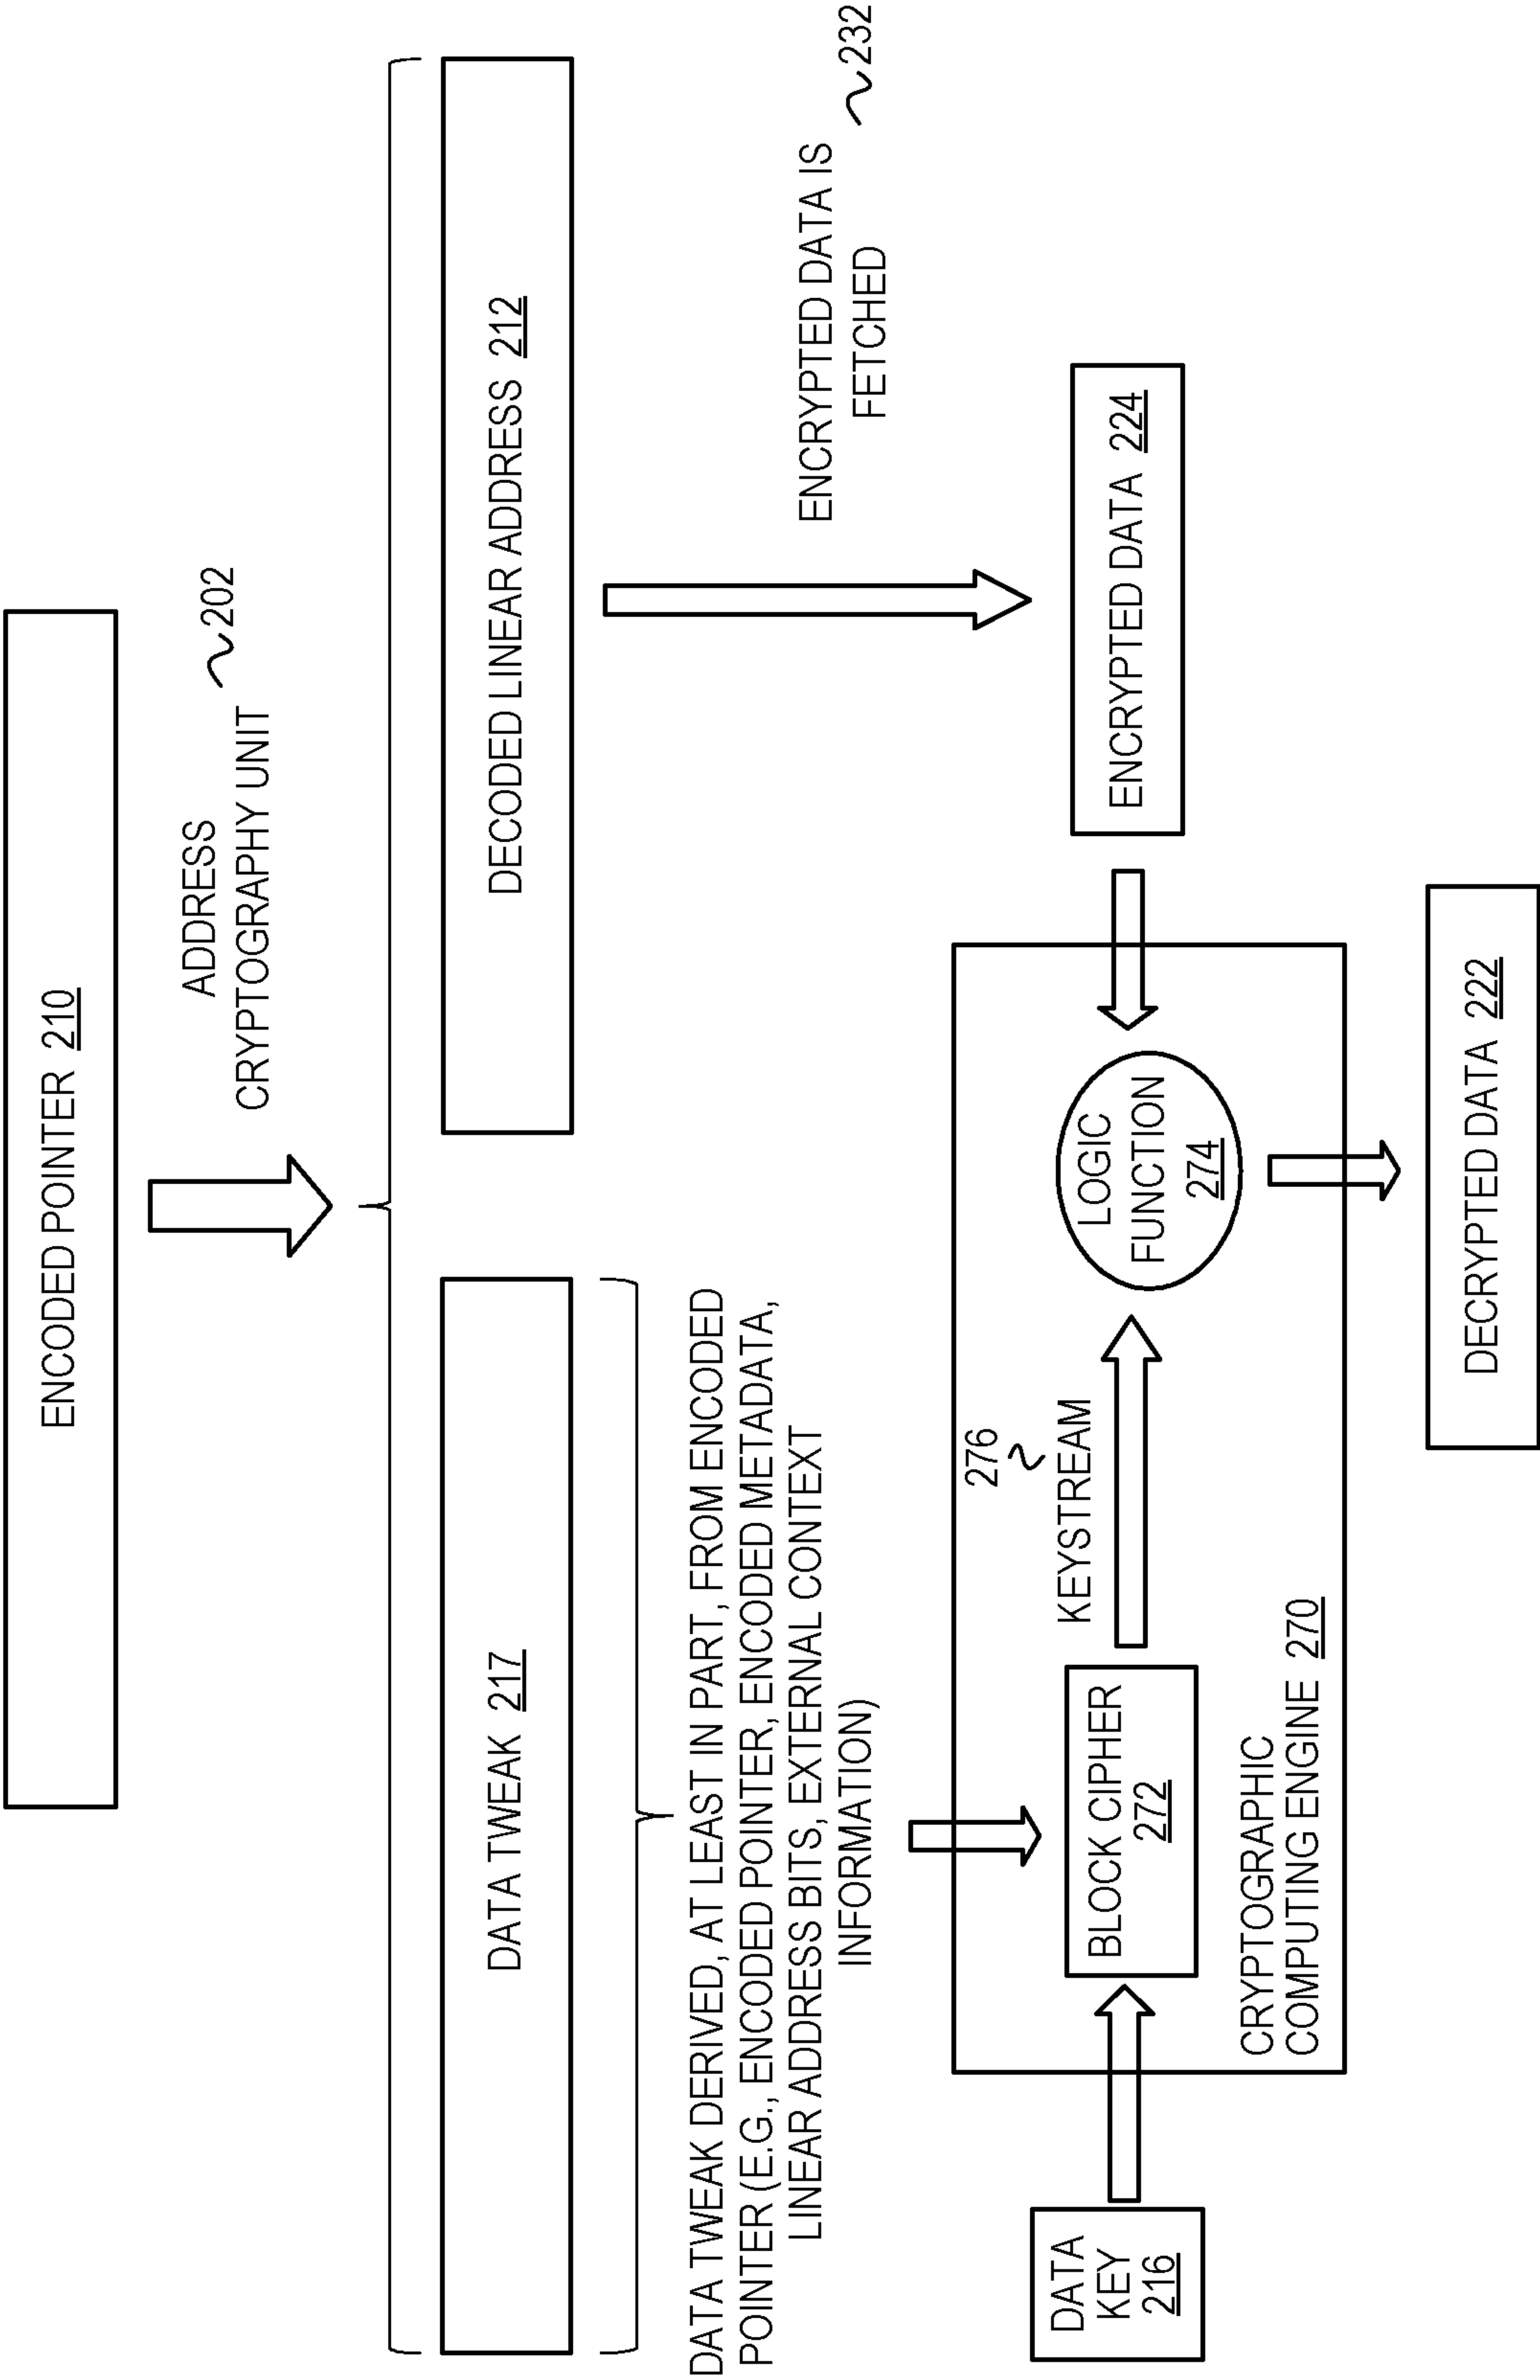 ENCODED POINTER 210
ADDRESS
CRYPTOGRAPHY UNIT
202
DATA TWEAK 217
DECODED LINEAR ADDRESS 212
DATA TWEAK DERIVED, AT LEAST IN PART, FROM ENCODED
POINTER (E.G., ENCODED POINTER, ENCODED METADATA,
LINEAR ADDRESS BITS, EXTERNAL CONTEXT
INFORMATION)
ENCRYPTED DATA IS
FETCHED
232
DATA
KEY
216
BLOCK CIPHER
272
276
KEYSTREAM
LOGIC
FUNCTION
274
ENCRYPTED DATA 224
CRYPTOGRAPHIC
COMPUTING ENGINE 270
DECRYPTED DATA 222